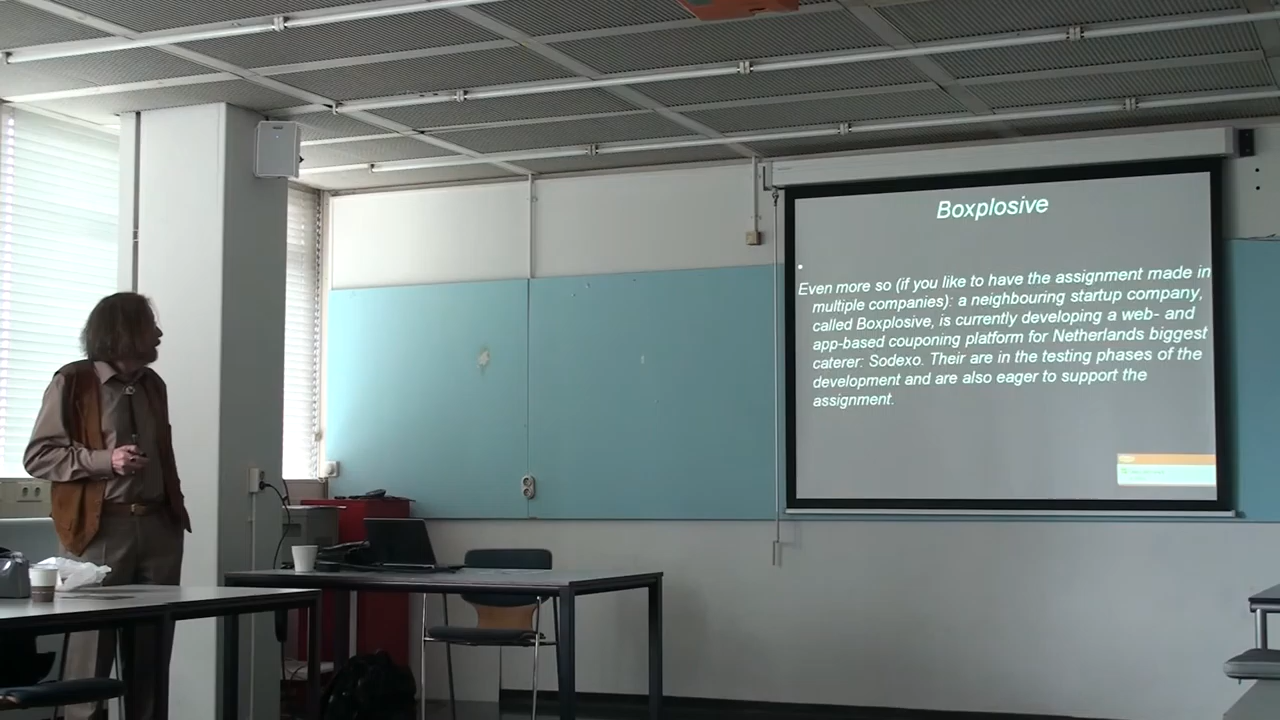 Boxplosive
Even more so (if you like to have the assignment made in
multiple companies): a neighbouring startup company,
called Boxplosive, is currently developing a web- and
app-based couponing platform for Netherlands biggest
caterer: Sodexo. Their are in the testing phases of the
development and are also eager to support the
assignment.